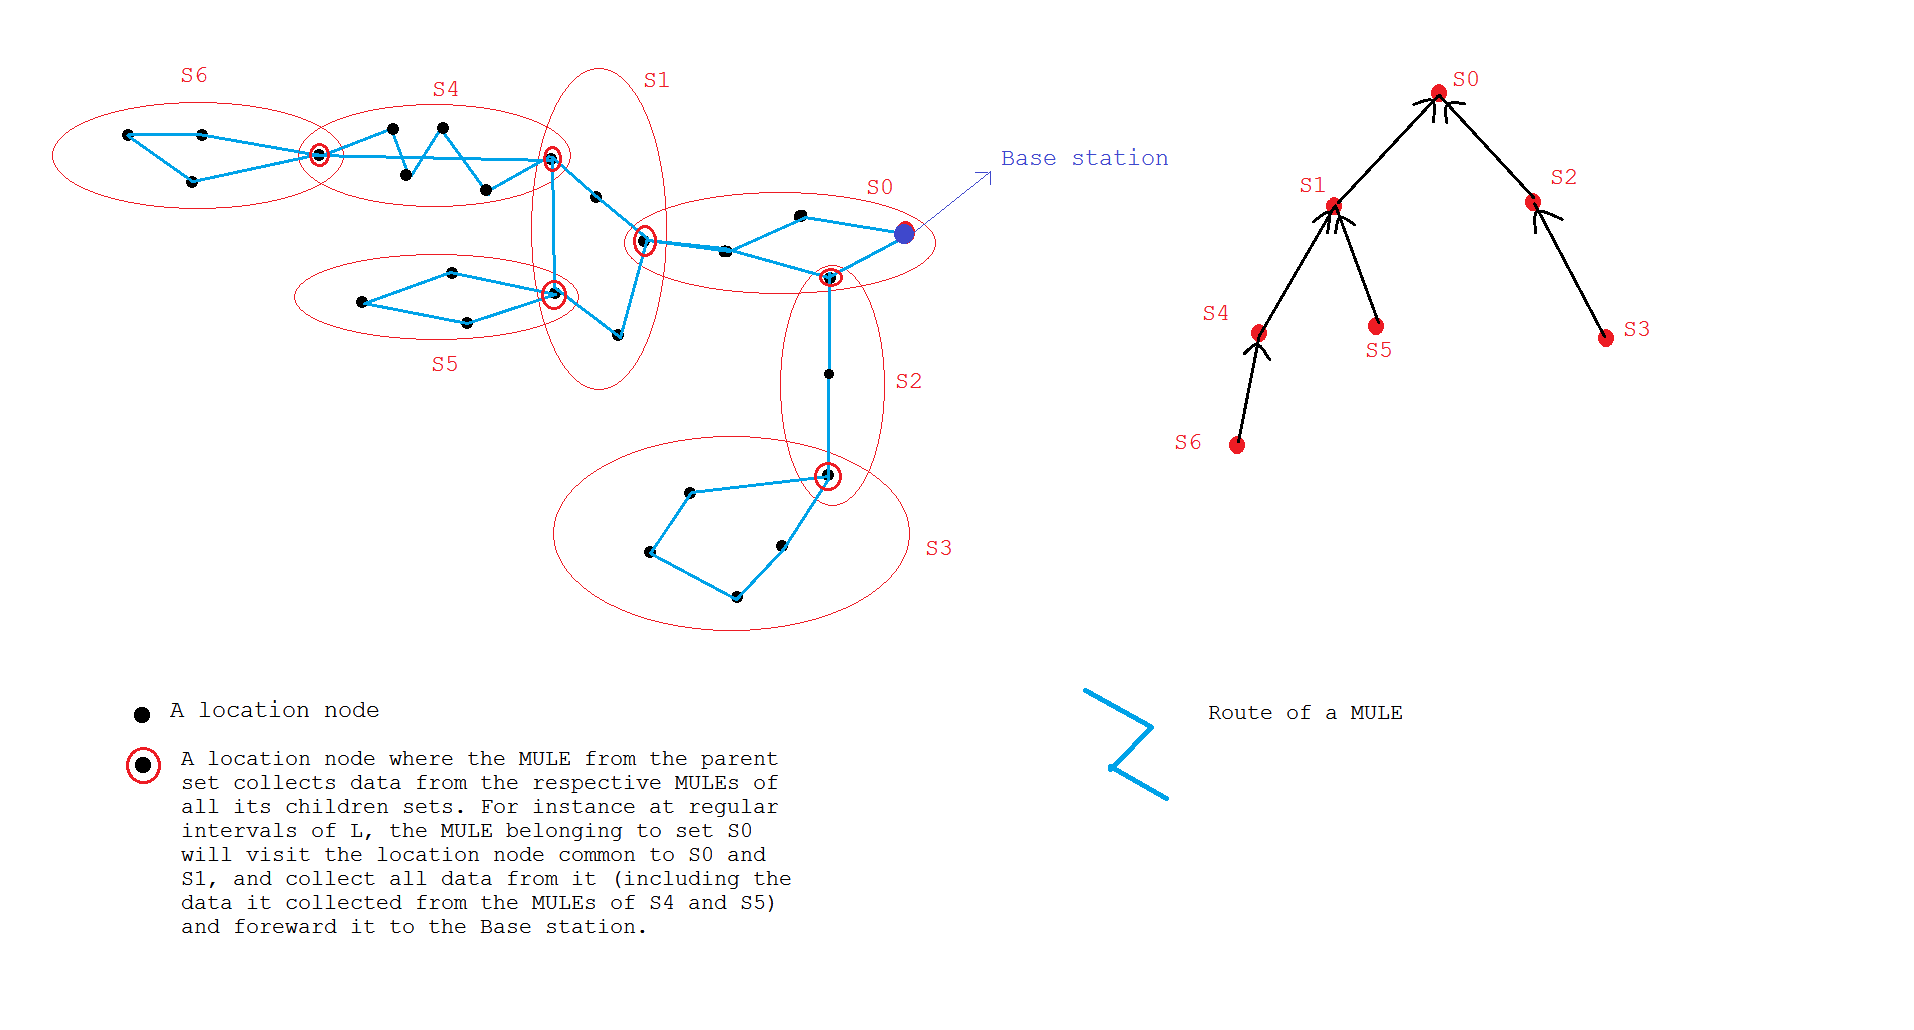 S6
S4
S1
Base station
S0
S5
S2
S3
S0
S1
S2
S4
S5
S3
S6
A location node
A location node where the MULE from the parent
set collects data from the respective MULEs of
all its children sets. For instance at regular
intervals of L, the MULE belonging to set S0
will visit the location node common to S0 and
S1, and collect all data from it (including the
data it collected from the MULEs of S4 and S5)
and foreward it to the Base station.
Route of a MULE